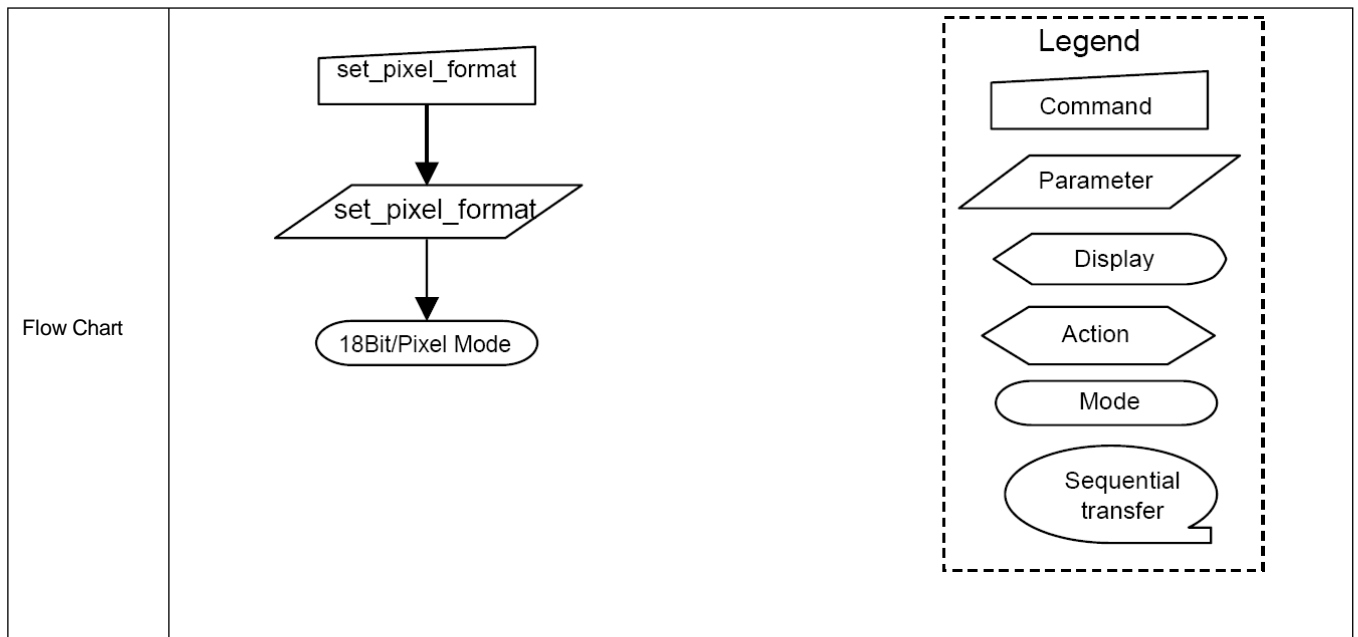 Flow Chart
set_pixel_format
set_pixel_format
18Bit/Pixel Mode
Legend
Command
Parameter
Display
Action
Mode
Sequential
transfer